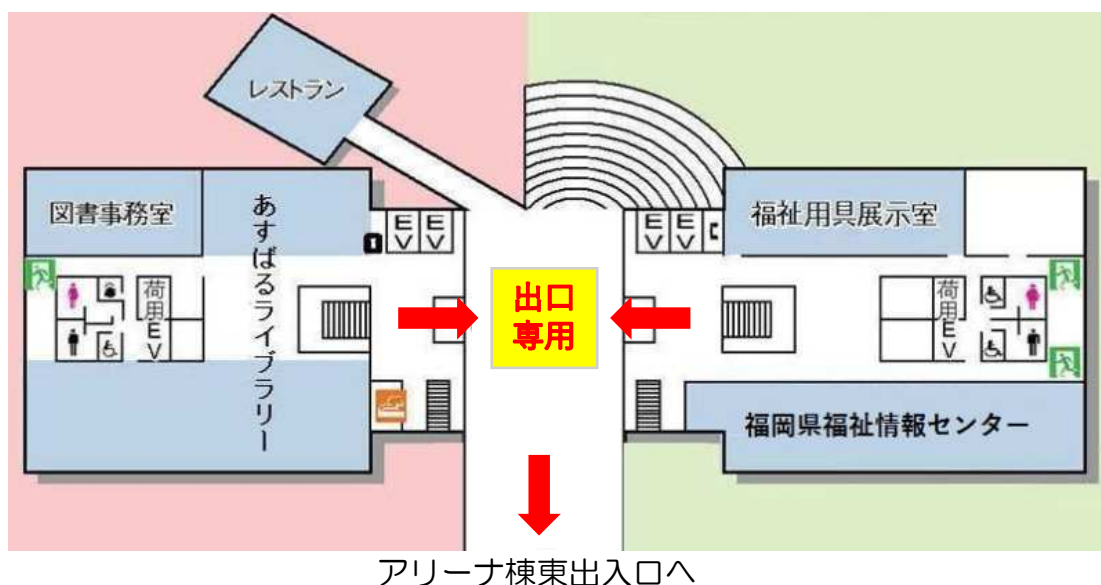 レストラン
図書事務室
あすばるライブラリー
EV
EV
EV
EV
福祉用具展示室
荷用EV
荷用EV
出口
専用
福岡県福祉情報センター
アリーナ棟東出入口へ